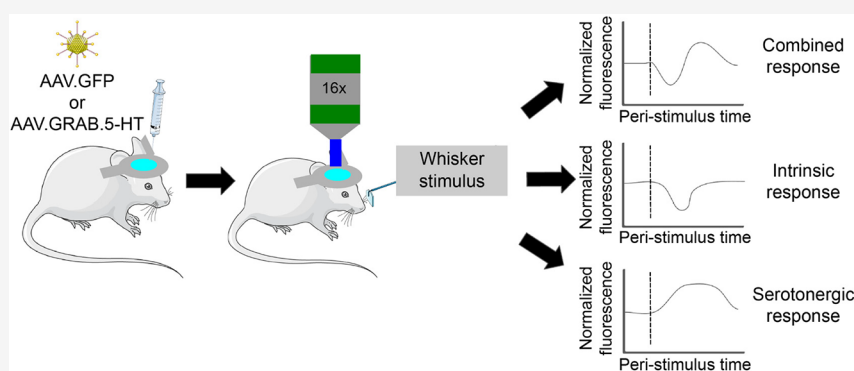 AAV.GFP
or
AAV.GRAB.5-HT
16x
Whisker
stimulus
Normalized
fluorescence
Peri-stimulus time
Combined
response
Normalized
fluorescence
Peri-stimulus time
Intrinsic
response
Normalized
fluorescence
Peri-stimulus time
Serotonergic
response